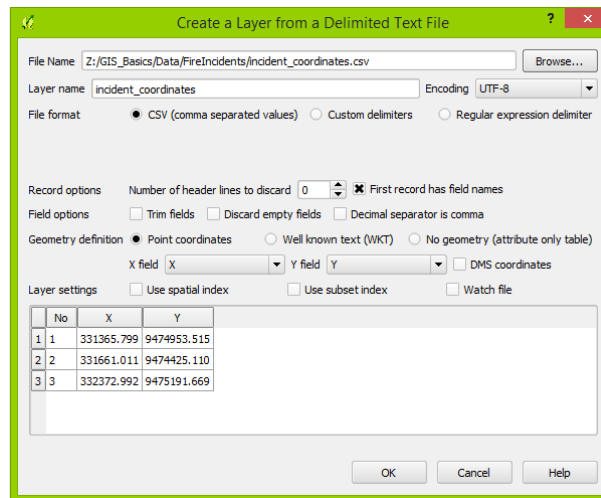 Create a Layer from a Delimited Text File ? ×
File Name Z:/GIS_Basics/Data/FireIncidents/incident_coordinates.csv Browse...
Layer name incident_coordinates Encoding UTF-8
File format CSV (comma separated values) Custom delimiters Regular expression delimiter
Record options Number of header lines to discard 0 First record has field names
Field options Trim fields Discard empty fields Decimal separator is comma
Geometry definition Point coordinates Well known text (WKT) No geometry (attribute only table)
X field X Y field Y DMS coordinates
Layer settings Use spatial index Use subset index Watch file
No X Y
1 1 331365.799 9474953.515
2 2 331661.011 9474425.110
3 3 332372.992 9475191.669
OK Cancel Help